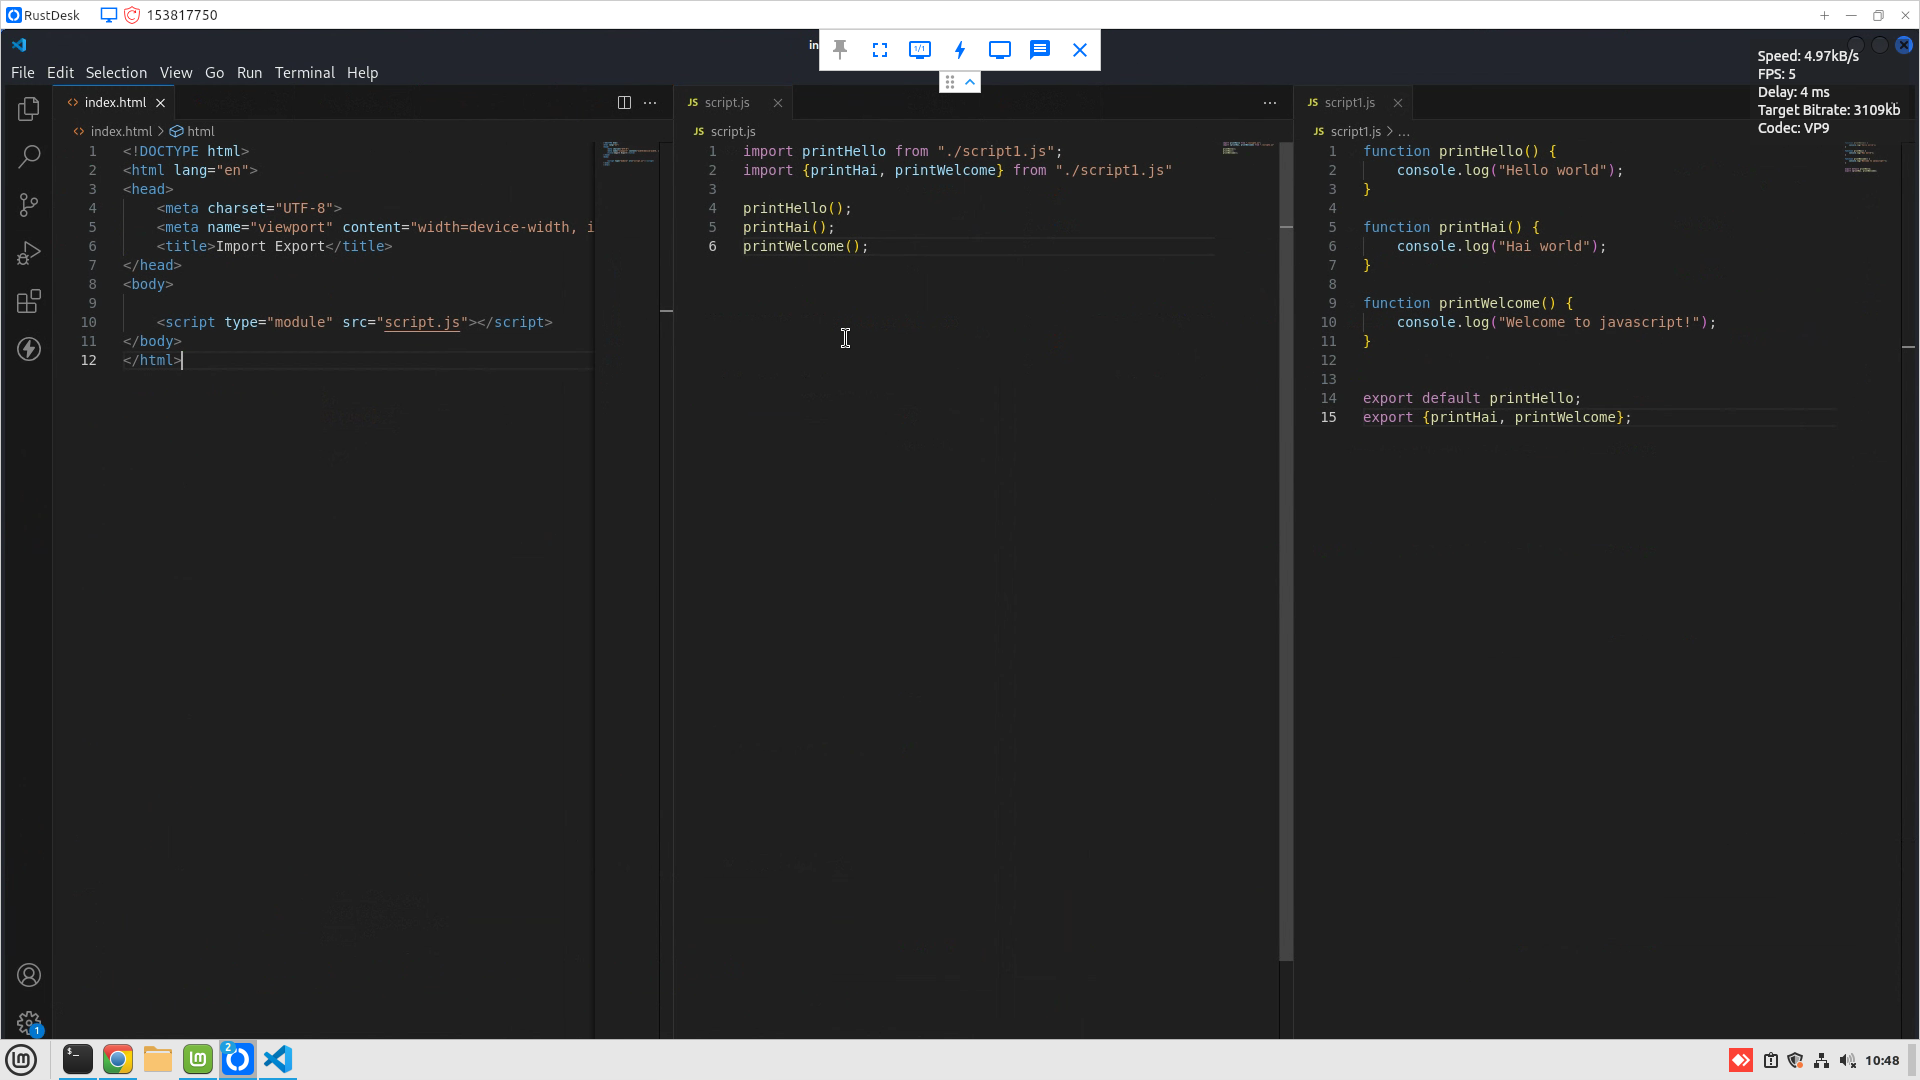 RustDesk 153817750
in
Speed: 4.97kB/s
FPS: 5
Delay: 4 ms
Target Bitrate: 3109kb
Codec: VP9
File Edit Selection View Go Run Terminal Help
index.html
index.html > html
1 <!DOCTYPE html>
2 <html lang="en">
3 <head>
4 <meta charset="UTF-8">
5 <meta name="viewport" content="width=device-width, i
6 <title>Import Export</title>
7 </head>
8 <body>
9
10 <script type="module" src="script.js"></script>
11 </body>
12 </html>
script.js
script.js
1 import printHello from "./script1.js";
2 import {printHai, printWelcome} from "./script1.js"
3
4 printHello();
5 printHai();
6 printWelcome();
script1.js
script1.js > ...
1 function printHello() {
2 console.log("Hello world");
3 }
4
5 function printHai() {
6 console.log("Hai world");
7 }
8
9 function printWelcome() {
10 console.log("Welcome to javascript!");
11 }
12
13
14 export default printHello;
15 export {printHai, printWelcome};
1
2
10:48